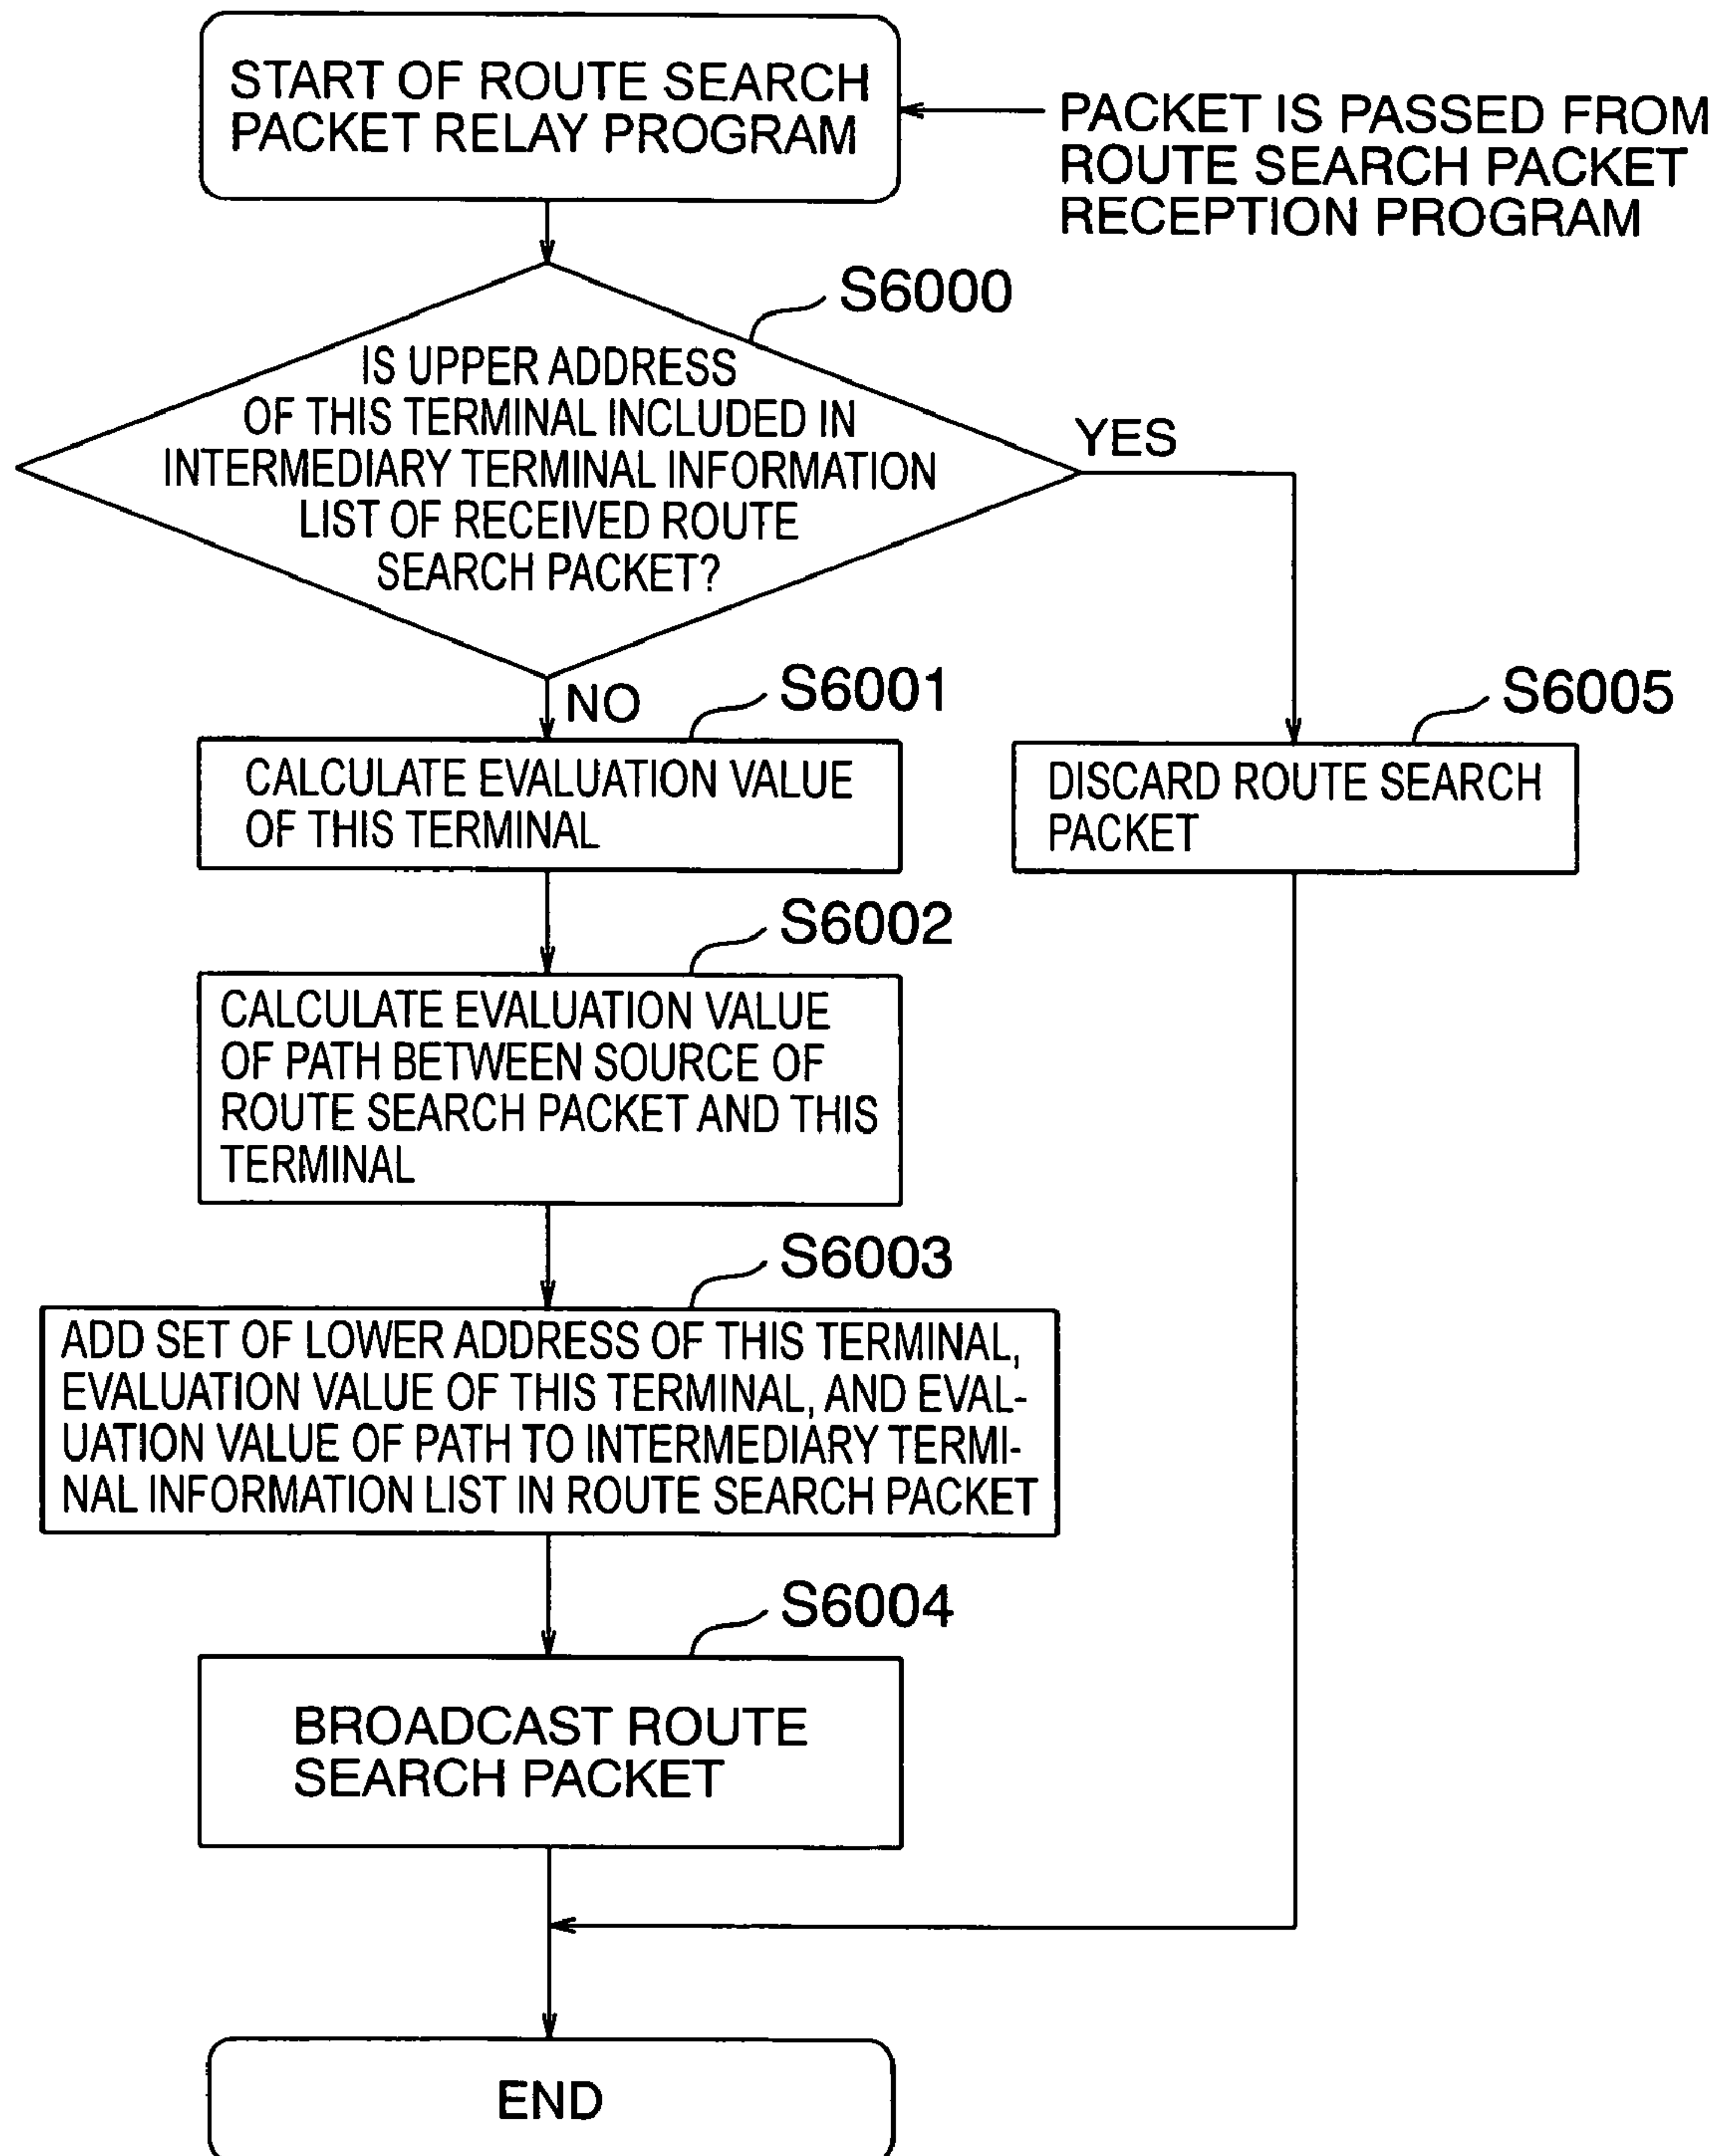 START OF ROUTE SEARCH
PACKET RELAY PROGRAM
PACKET IS PASSED FROM
ROUTE SEARCH PACKET
RECEPTION PROGRAM
S6000
IS UPPER ADDRESS
OF THIS TERMINAL INCLUDED IN
INTERMEDIARY TERMINAL INFORMATION
LIST OF RECEIVED ROUTE
SEARCH PACKET?
YES
NO
S6001
CALCULATE EVALUATION VALUE
OF THIS TERMINAL
S6005
DISCARD ROUTE SEARCH
PACKET
S6002
CALCULATE EVALUATION VALUE
OF PATH BETWEEN SOURCE OF
ROUTE SEARCH PACKET AND THIS
TERMINAL
S6003
ADD SET OF LOWER ADDRESS OF THIS TERMINAL,
EVALUATION VALUE OF THIS TERMINAL, AND EVAL-
UATION VALUE OF PATH TO INTERMEDIARY TERMI-
NAL INFORMATION LIST IN ROUTE SEARCH PACKET
S6004
BROADCAST ROUTE
SEARCH PACKET
END